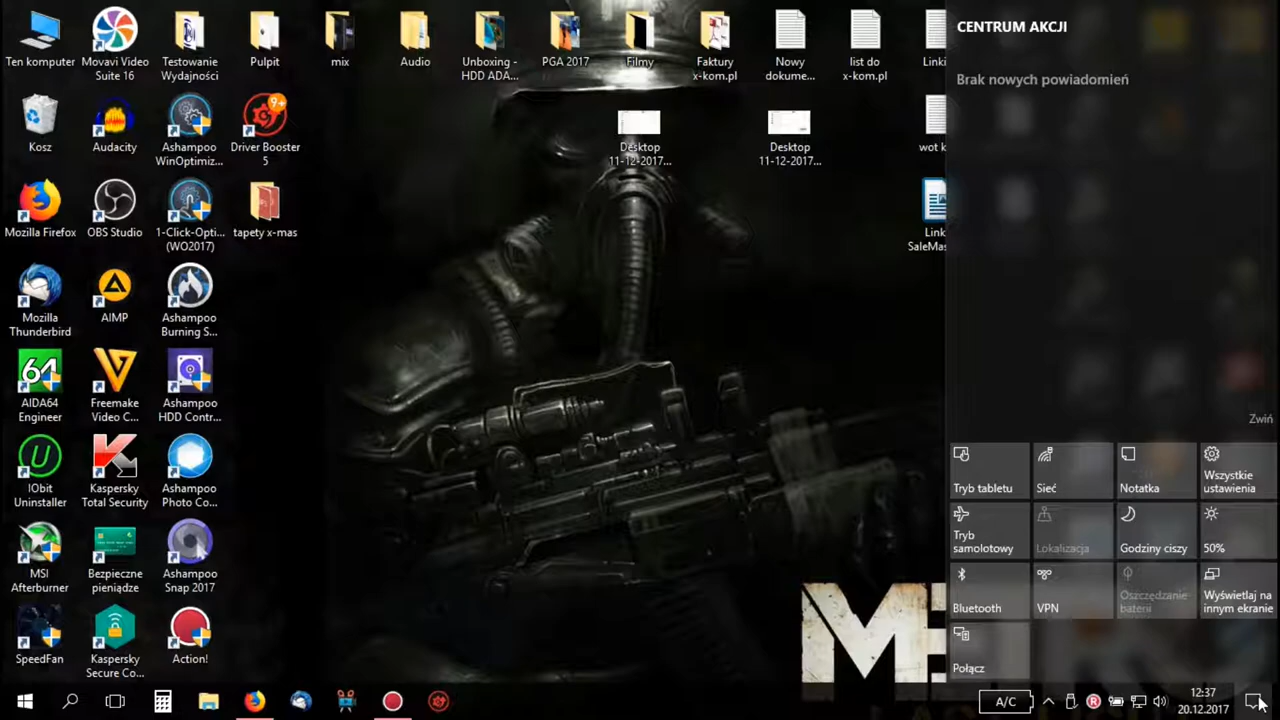 Ten komputer
Movavi Video
Suite 16
Testowanie
Wydajności
Pulpit
mix
Audio
Unboxing -
HDD ADA...
PGA 2017
Filmy
Faktury
x-kom.pl
Nowy
dokume...
list do
x-kom.pl
Linki
CENTRUM AKCJI
Brak nowych powiadomień
Kosz
Audacity
Ashampoo
WinOptimiz...
9+
Driver Booster
5
Desktop
11-12-2017...
Desktop
11-12-2017...
wot k
Mozilla Firefox
OBS Studio
1-Click-Opti...
(WO2017)
tapety x-mas
Link
SaleMas
Mozilla
Thunderbird
AIMP
Ashampoo
Burning S...
64
AIDA64
Engineer
Freemake
Video C...
Ashampoo
HDD Contr...
Zwiń
IObit
Uninstaller
Kaspersky
Total Security
Ashampoo
Photo Co...
Tryb tabletu
Sieć
Notatka
Wszystkie
ustawienia
MSI
Afterburner
Bezpieczne
pieniądze
Ashampoo
Snap 2017
Tryb
samolotowy
Lokalizacja
Godziny ciszy
50%
Bluetooth
VPN
Oszczędzanie
baterii
Wyświetlaj na
innym ekranie
SpeedFan
Kaspersky
Secure Co...
Action!
Połącz
A/C
12:37
20.12.2017